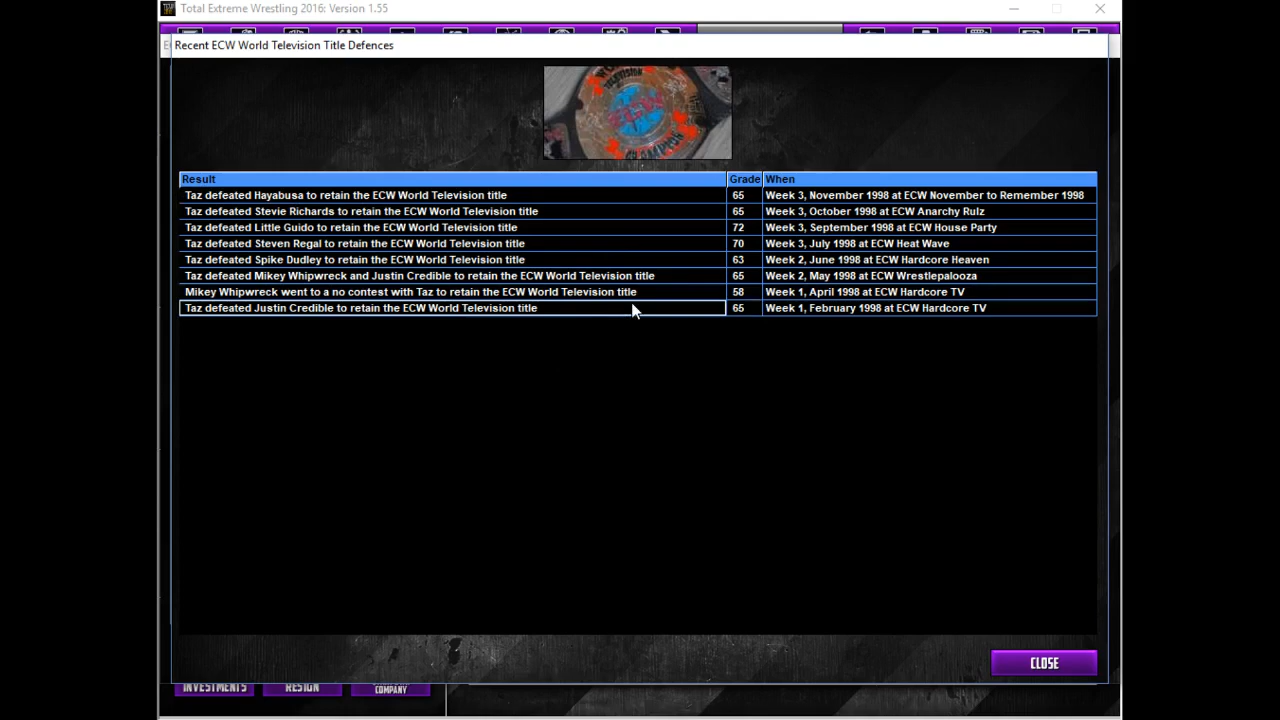 Total Extreme Wrestling 2016: Version 1.55
Recent ECW World Television Title Defences
TELEVISION
ECW
CHAMPION
Result Grade When
Taz defeated Hayabusa to retain the ECW World Television title 65 Week 3, November 1998 at ECW November to Remember 1998
Taz defeated Stevie Richards to retain the ECW World Television title 65 Week 3, October 1998 at ECW Anarchy Rulz
Taz defeated Little Guido to retain the ECW World Television title 72 Week 3, September 1998 at ECW House Party
Taz defeated Steven Regal to retain the ECW World Television title 70 Week 3, July 1998 at ECW Heat Wave
Taz defeated Spike Dudley to retain the ECW World Television title 63 Week 2, June 1998 at ECW Hardcore Heaven
Taz defeated Mikey Whipwreck and Justin Credible to retain the ECW World Television title 65 Week 2, May 1998 at ECW Wrestlepalooza
Mikey Whipwreck went to a no contest with Taz to retain the ECW World Television title 58 Week 1, April 1998 at ECW Hardcore TV
Taz defeated Justin Credible to retain the ECW World Television title 65 Week 1, February 1998 at ECW Hardcore TV
CLOSE
INVESTMENTS RESIGN COMPANY